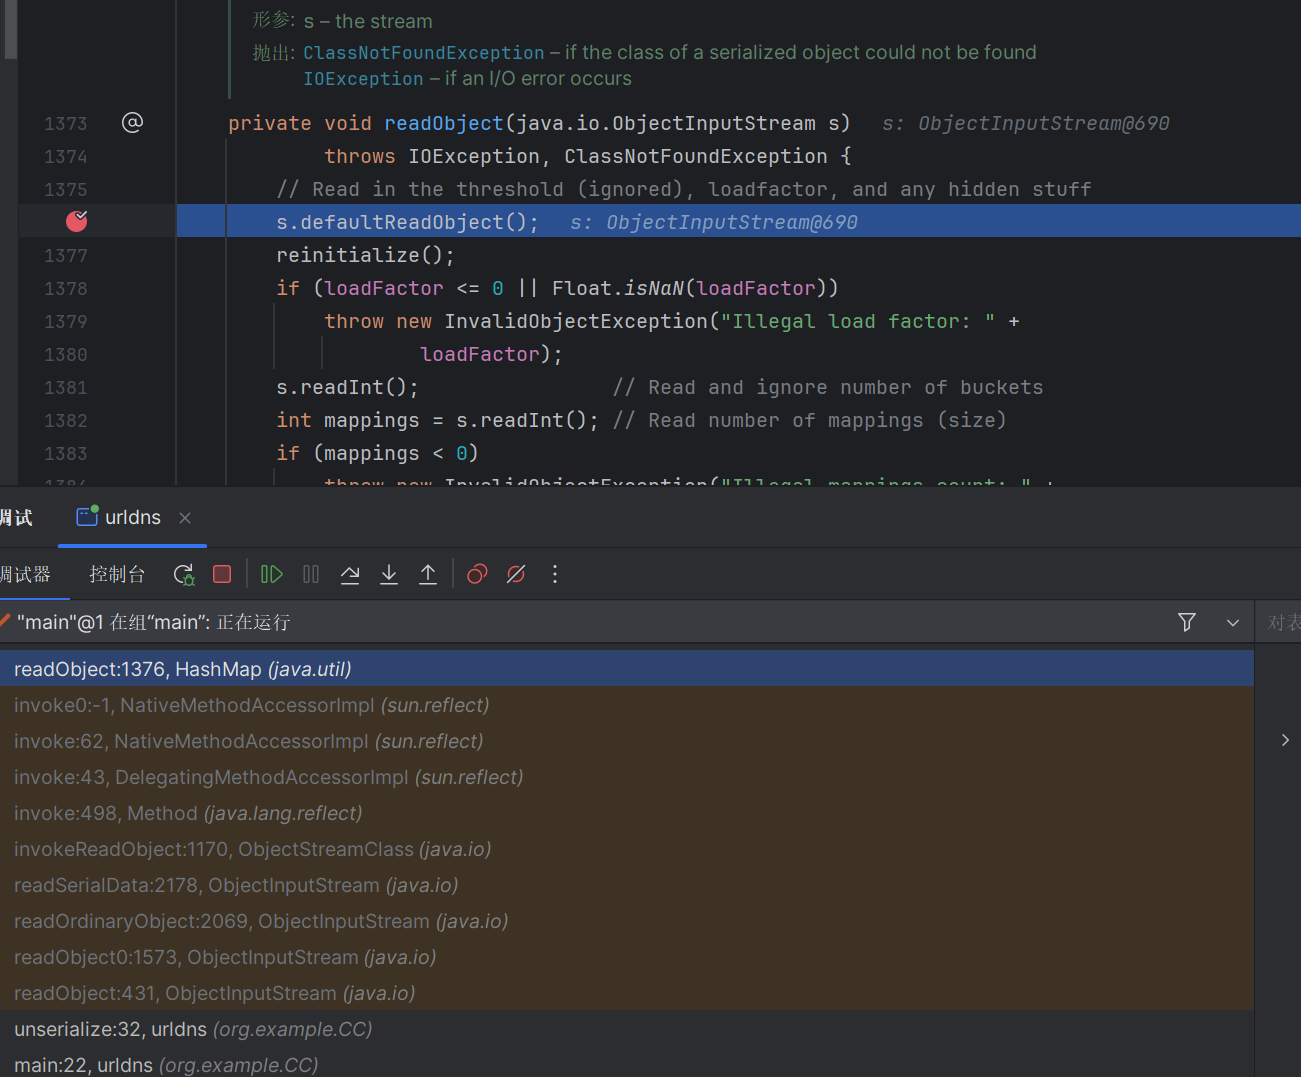 形参: s – the stream
抛出: ClassNotFoundException – if the class of a serialized object could not be found
IOException – if an I/O error occurs
1373 @ private void readObject(java.io.ObjectInputStream s) s: ObjectInputStream@690
1374 throws IOException, ClassNotFoundException {
1375 // Read in the threshold (ignored), loadfactor, and any hidden stuff
s.defaultReadObject(); s: ObjectInputStream@690
1377 reinitialize();
1378 if (loadFactor <= 0 || Float.isNaN(loadFactor))
1379 throw new InvalidObjectException("Illegal load factor: " +
1380 loadFactor);
1381 s.readInt(); // Read and ignore number of buckets
1382 int mappings = s.readInt(); // Read number of mappings (size)
1383 if (mappings < 0)
1384 throw new InvalidObjectException("Illegal mappings count: " +
调试 urldns
调试器 控制台
"main"@1 在组“main”: 正在运行 对表
readObject:1376, HashMap (java.util)
invoke0:-1, NativeMethodAccessorImpl (sun.reflect)
invoke:62, NativeMethodAccessorImpl (sun.reflect)
invoke:43, DelegatingMethodAccessorImpl (sun.reflect)
invoke:498, Method (java.lang.reflect)
invokeReadObject:1170, ObjectStreamClass (java.io)
readSerialData:2178, ObjectInputStream (java.io)
readOrdinaryObject:2069, ObjectInputStream (java.io)
readObject0:1573, ObjectInputStream (java.io)
readObject:431, ObjectInputStream (java.io)
unserialize:32, urldns (org.example.CC)
main:22, urldns (org.example.CC)